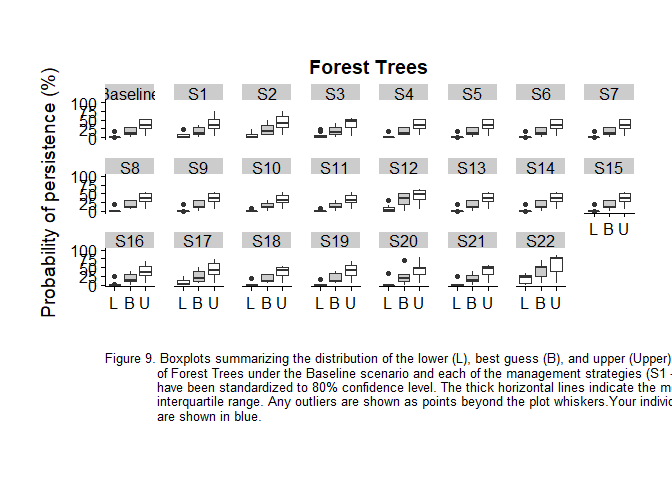 Forest Trees
Probability of persistence (%)
Baseline S1 S2 S3 S4 S5 S6 S7
100
75
50
25
0
S8 S9 S10 S11 S12 S13 S14 S15
100
75
50
25
0
L B U
S16 S17 S18 S19 S20 S21 S22
100
75
50
25
0
L B U L B U L B U L B U L B U L B U L B U
Figure 9. Boxplots summarizing the distribution of the lower (L), best guess (B), and upper (Upper)
of Forest Trees under the Baseline scenario and each of the management strategies (S1 -
have been standardized to 80% confidence level. The thick horizontal lines indicate the m
interquartile range. Any outliers are shown as points beyond the plot whiskers.Your individ
are shown in blue.